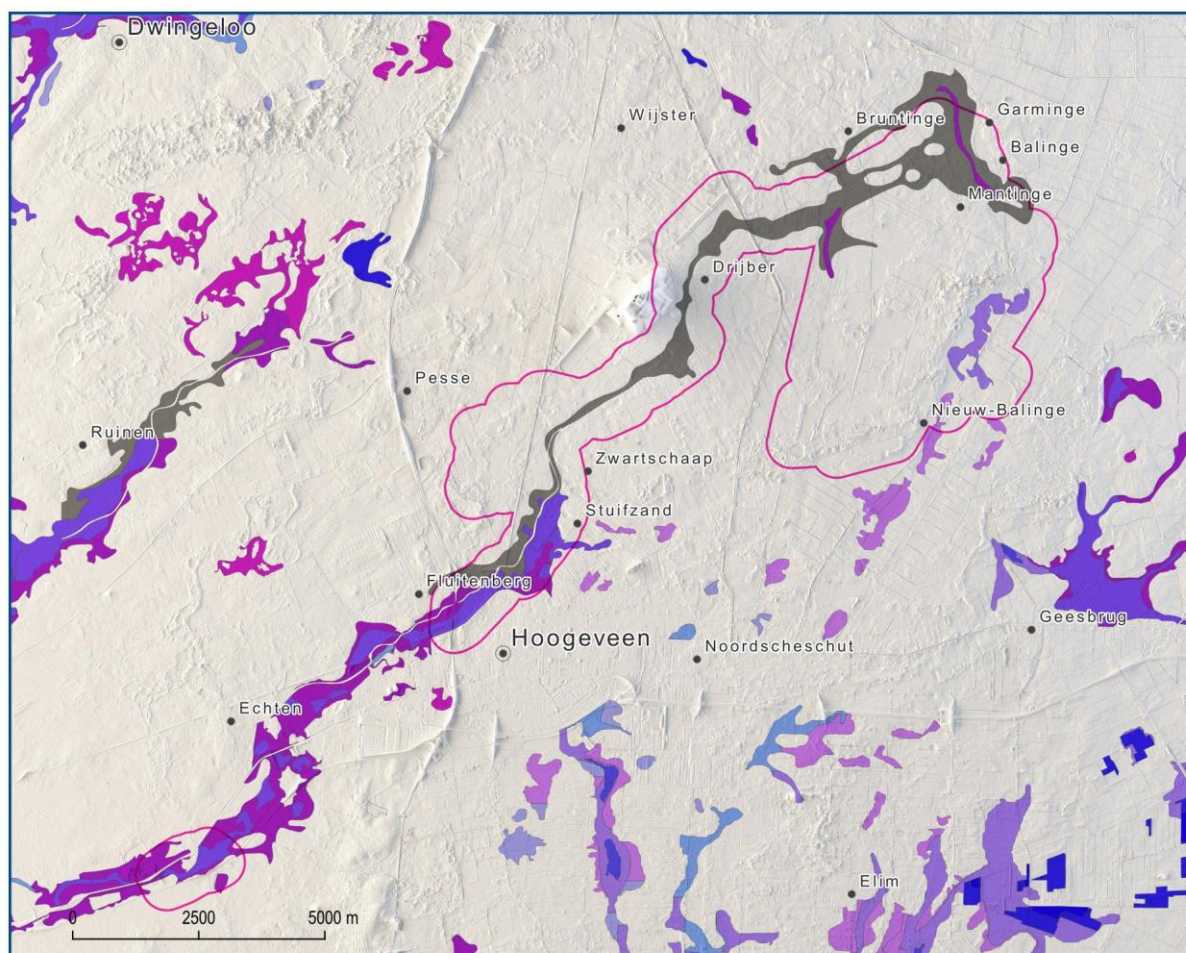 Dwingeloo
Wijster
Bruntinge
Garminge
Balinge
Mantinge
Drijber
Pesse
Nieuw-Balinge
Ruinen
Zwartschaap
Stuifzand
Fluitenberg
Geesbrug
Hoogeveen
Noordscheschut
Echten
Elim
0 2500 5000 m